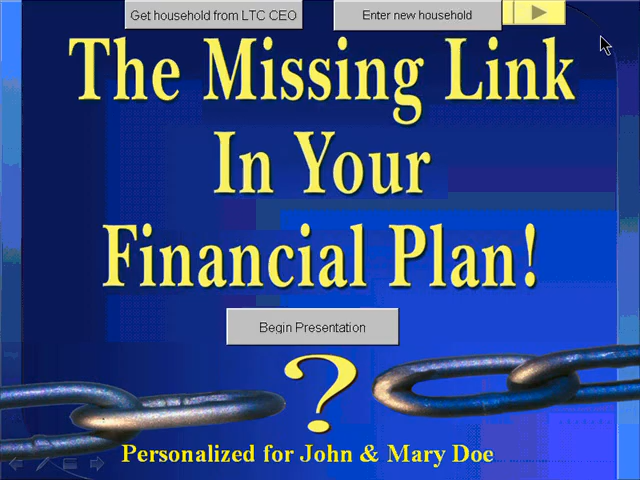 Get household from LTC CEO
Enter new household
The Missing Link
In Your
Financial Plan!
Begin Presentation
?
Personalized for John & Mary Doe